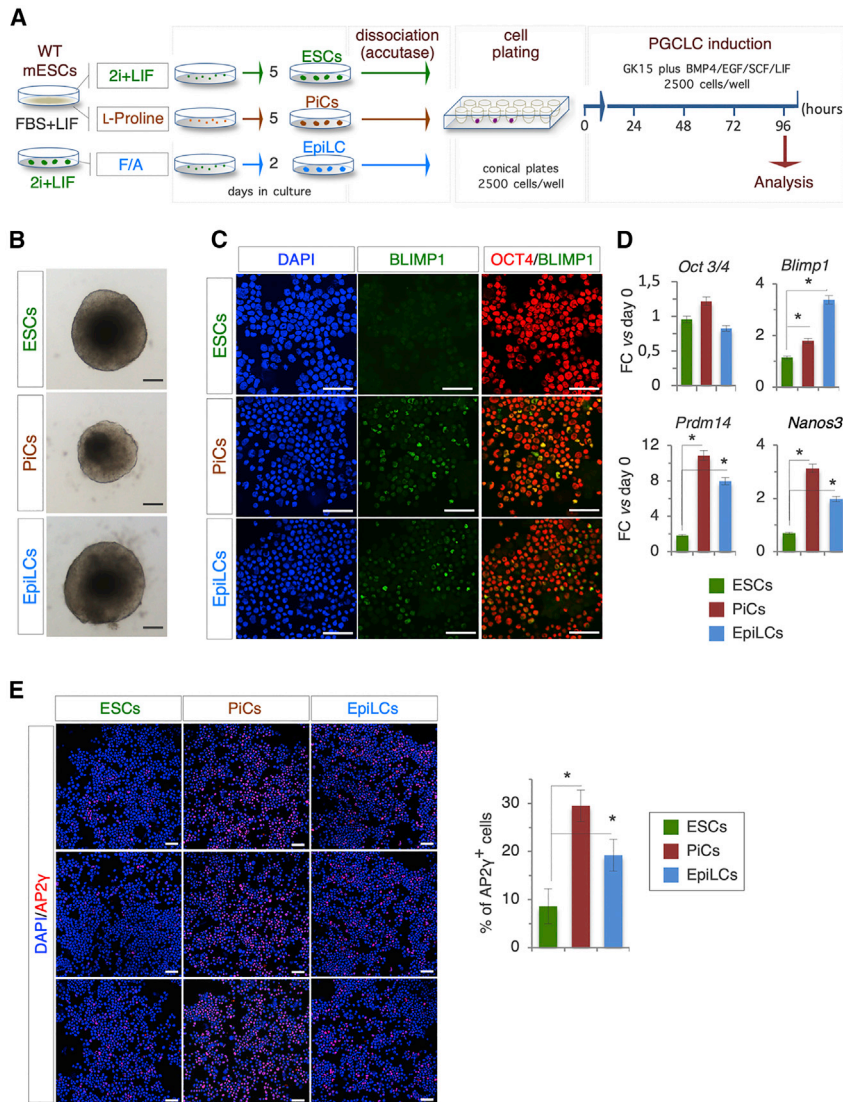 A
WT
mESCs
FBS+LIF
2i+LIF
2i+LIF
L-Proline
F/A
5
5
2
days in culture
ESCs
PiCs
EpiLC
dissociation
(accutase)
cell
plating
conical plates
2500 cells/well
PGCLC induction
GK15 plus BMP4/EGF/SCF/LIF
2500 cells/well
(hours)
0 24 48 72 96
Analysis
B
ESCs
PiCs
EpiLCs
C
DAPI BLIMP1 OCT4/BLIMP1
ESCs
PiCs
EpiLCs
D
Oct 3/4
FC vs day 0
1,5
1
0,5
0
Blimp1
*
*
4
2
0
Prdm14
FC vs day 0
*
*
12
8
4
0
Nanos3
*
*
4
2
0
ESCs
PiCs
EpiLCs
E
ESCs PiCs EpiLCs
DAPI/AP2γ
% of AP2γ+ cells
30
20
10
0
*
*
ESCs
PiCs
EpiLCs